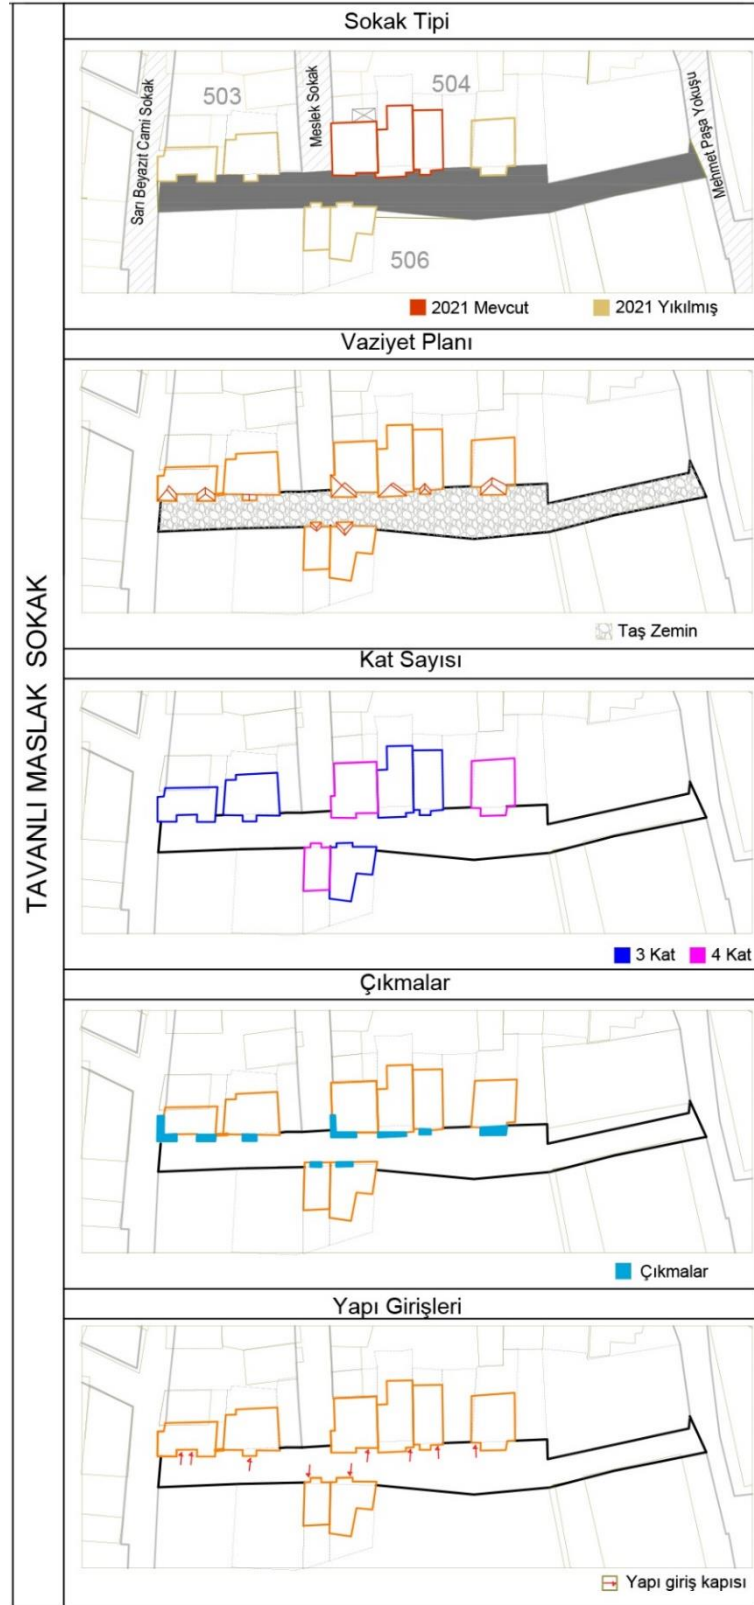 TAVANLI MASLAK SOKAK
Sokak Tipi
503
504
Sarı Beyazıt Cami Sokak
Meslek Sokak
Mehmet Paşa Yokuşu
506
2021 Mevcut
2021 Yıkılmış
Vaziyet Planı
Taş Zemin
Kat Sayısı
3 Kat
4 Kat
Çıkmalar
Çıkmalar
Yapı Girişleri
Yapı giriş kapısı